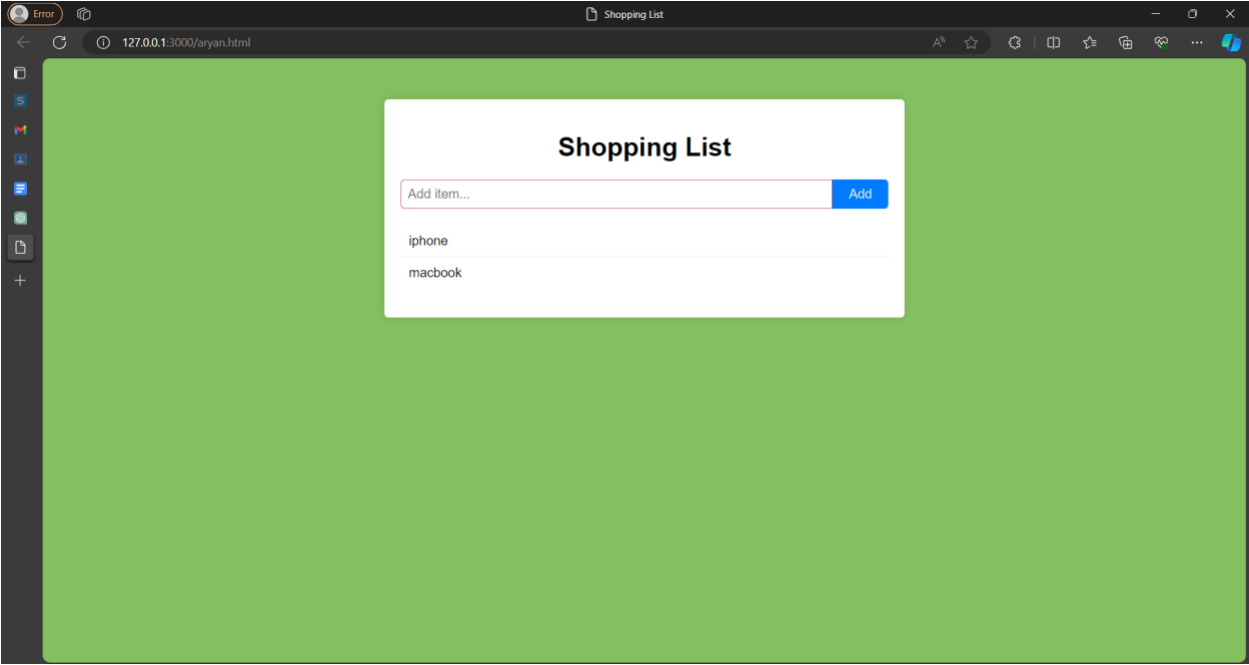 Error
Shopping List
127.0.0.1:3000/aryan.html
Shopping List
Add item...
Add
iphone
macbook